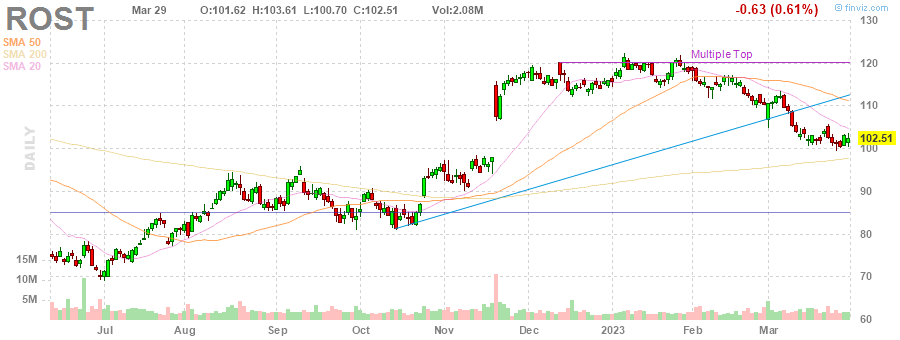 ROST
Mar 29 O:101.62 H:103.61 L:100.70 C:102.51 Vol:2.08M -0.63 (0.61%)
© finviz.com
SMA 50
SMA 200
SMA 20
Multiple Top
DAILY
130
120
110
102.51
100
90
80
70
60
15M
10M
5M
Jul Aug Sep Oct Nov Dec 2023 Feb Mar